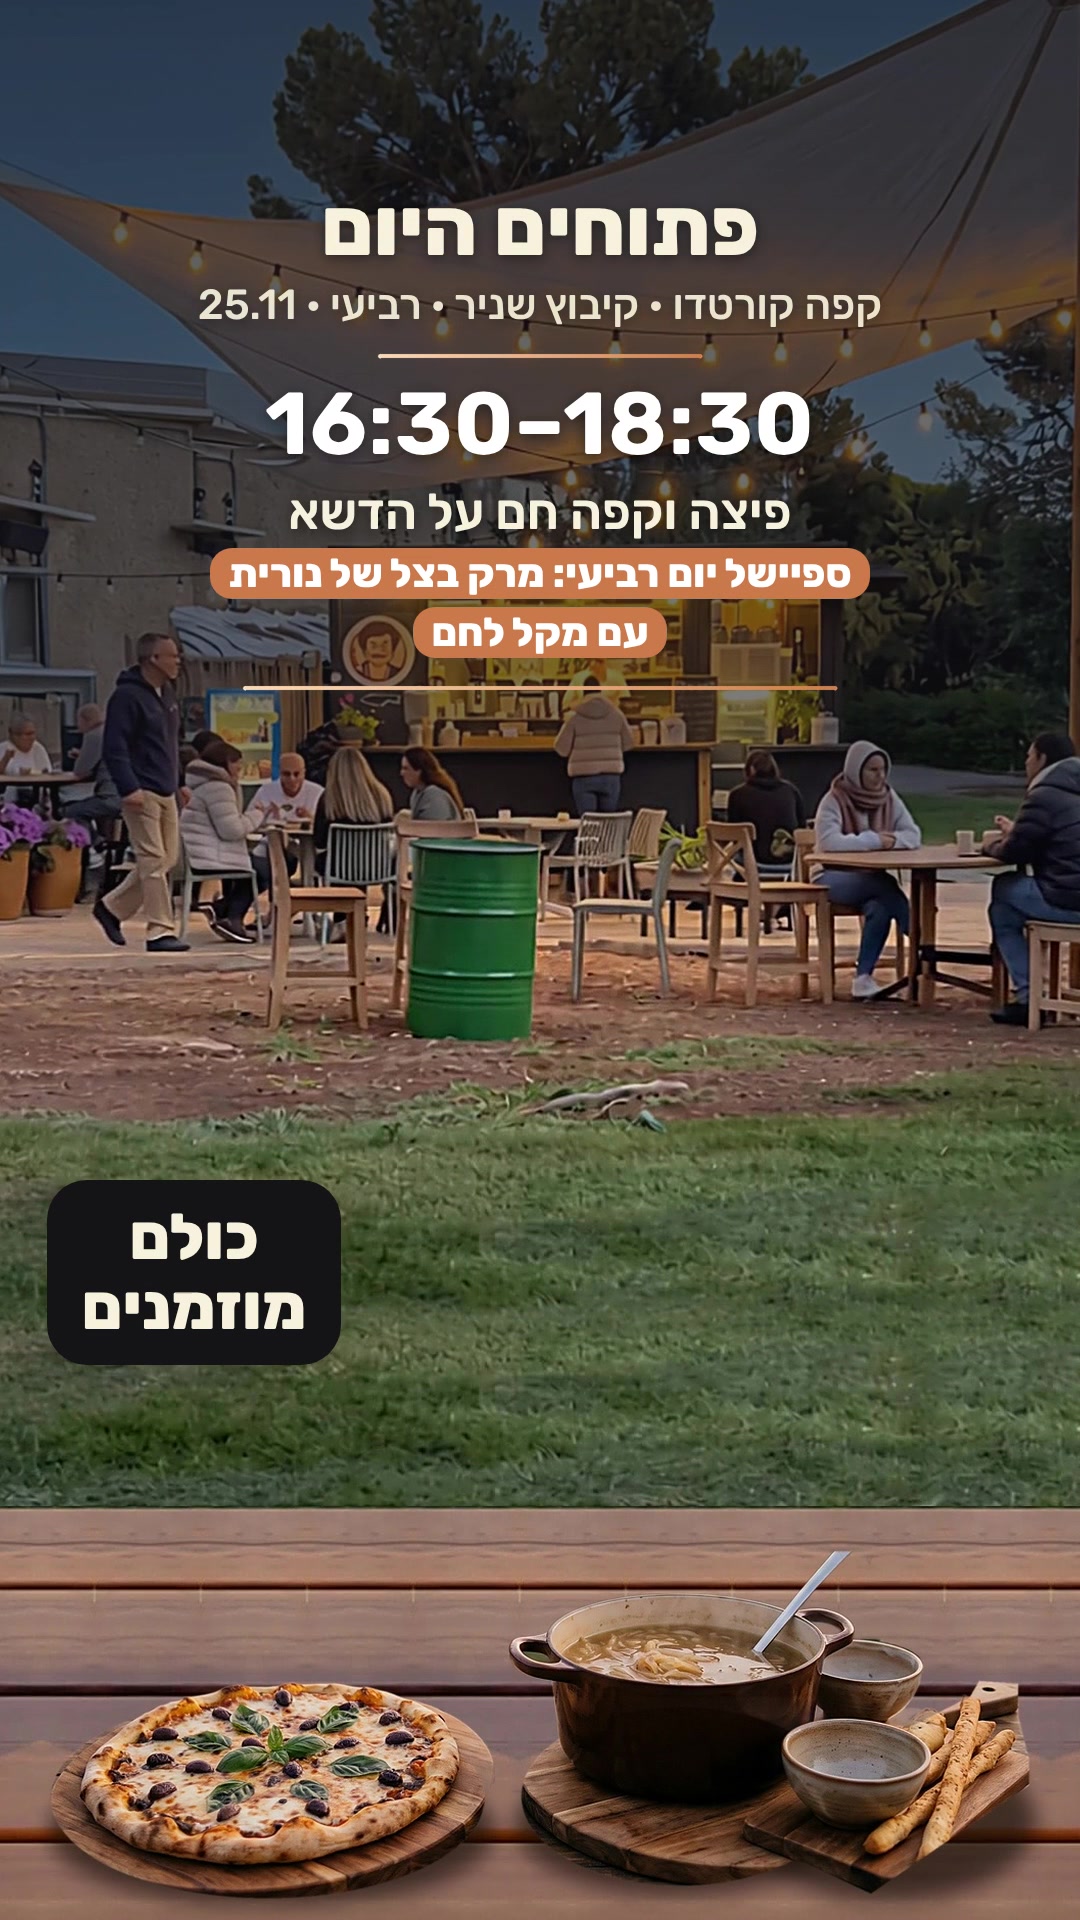 פתוחים היום
קפה קורטדו • קיבוץ שניר • רביעי • 25.11
16:30–18:30
פיצה וקפה חם על הדשא
ספיישל יום רביעי: מרק בצל של נורית
עם מקל לחם
כולם
מוזמנים